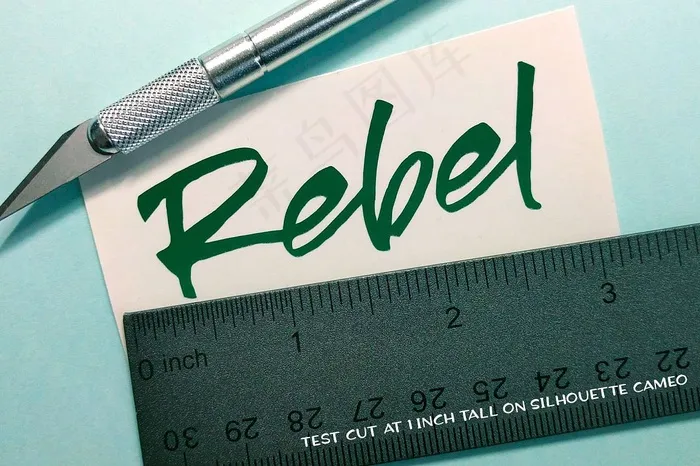 Rebel
0 inch 1 2 3
30 29 28 27 26 25 24 23 22
TEST CUT AT 1 INCH TALL ON SILHOUETTE CAMEO